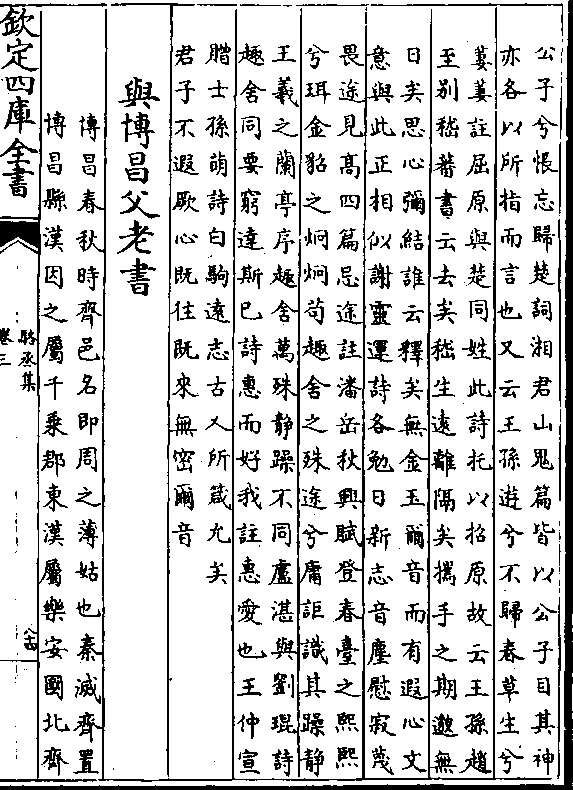 公子兮悵忘歸楚詞湘君山鬼篇皆以公子目其神
亦各以所指而言也又云王孫遊兮不歸春草生兮
萋萋註屈原與楚同姓此詩托以招原故云王孫趙
至别嵇蕃書云去矣嵇生遠離隔矣攜手之期邈無
日矣思心彌結誰云釋矣無金玉爾音而有遐心文
意與此正相似謝靈運詩各勉日新志音塵慰寂蔑
畏途見髙四篇忌途註潘岳秋興賦登春臺之熙熙
兮珥金貂之炯炯茍趣舍之殊途兮庸詎識其躁静
王羲之蘭亭序趣舍萬殊静躁不同盧湛與劉琨詩
趣舍同要窮達斯已詩惠而好我註惠愛也王仲宣
贈士孫萌詩白駒遠志古人所箴允矣
君子不遐厥心既往既來無密爾音
與博昌父老書
博昌春秋時齊邑名即周之薄姑也秦滅齊置
博昌縣漢因之屬千乘郡東漢屬樂安國北齊
欽定四庫全書
駱丞集
卷三